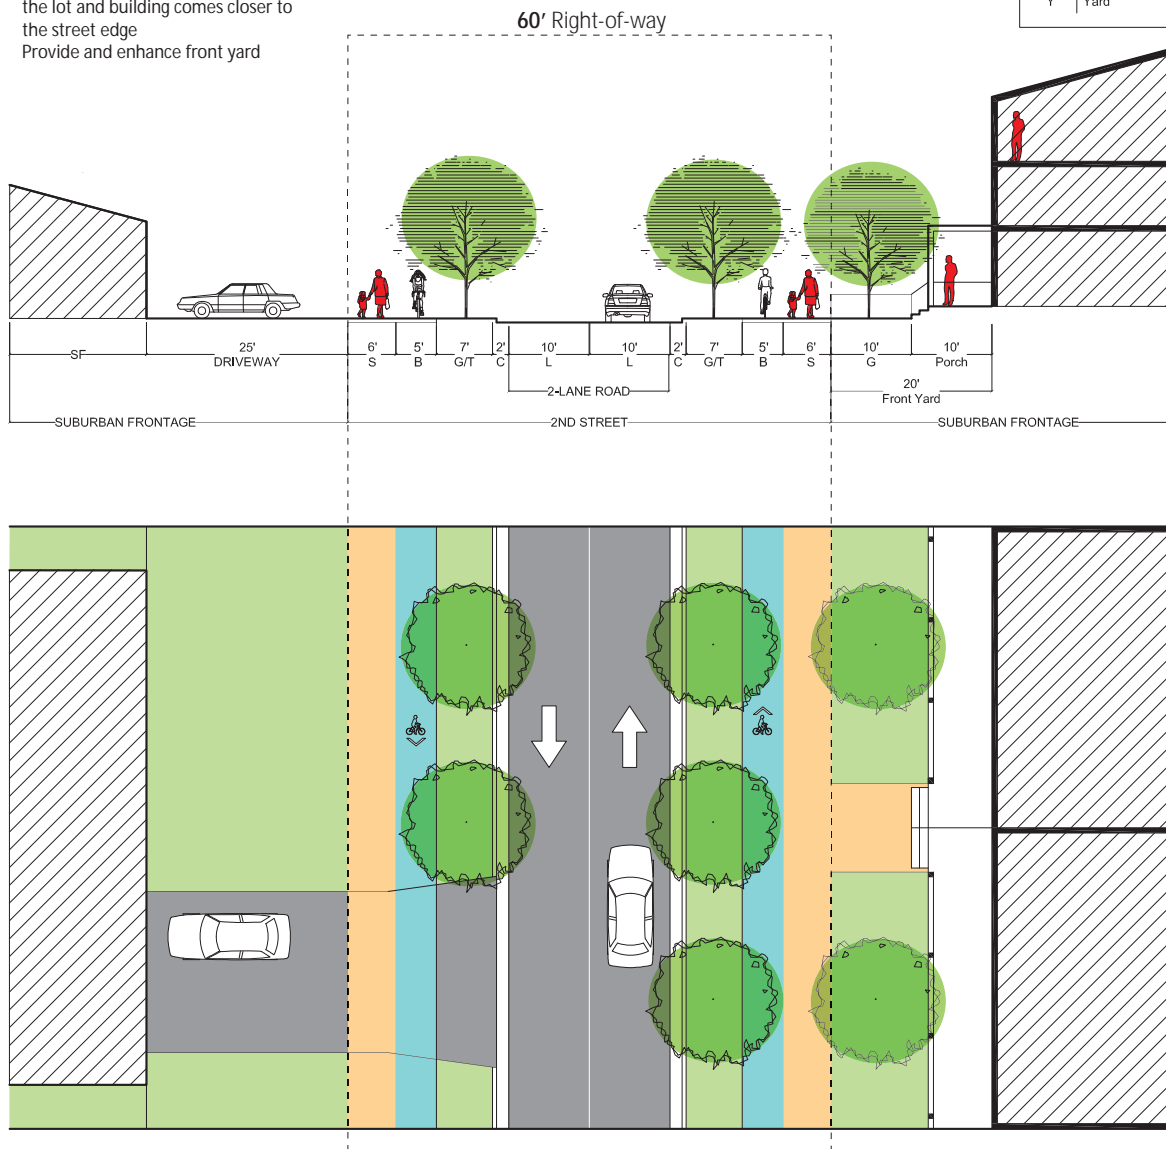 the lot and building comes closer to
the street edge
Provide and enhance front yard
60' Right-of-way
Y Yard
SF
25'
DRIVEWAY
6'
S
5'
B
7'
G/T
2'
C
10'
L
10'
L
2'
C
7'
G/T
5'
B
6'
S
10'
G
10'
Porch
2-LANE ROAD
20'
Front Yard
SUBURBAN FRONTAGE
2ND STREET
SUBURBAN FRONTAGE